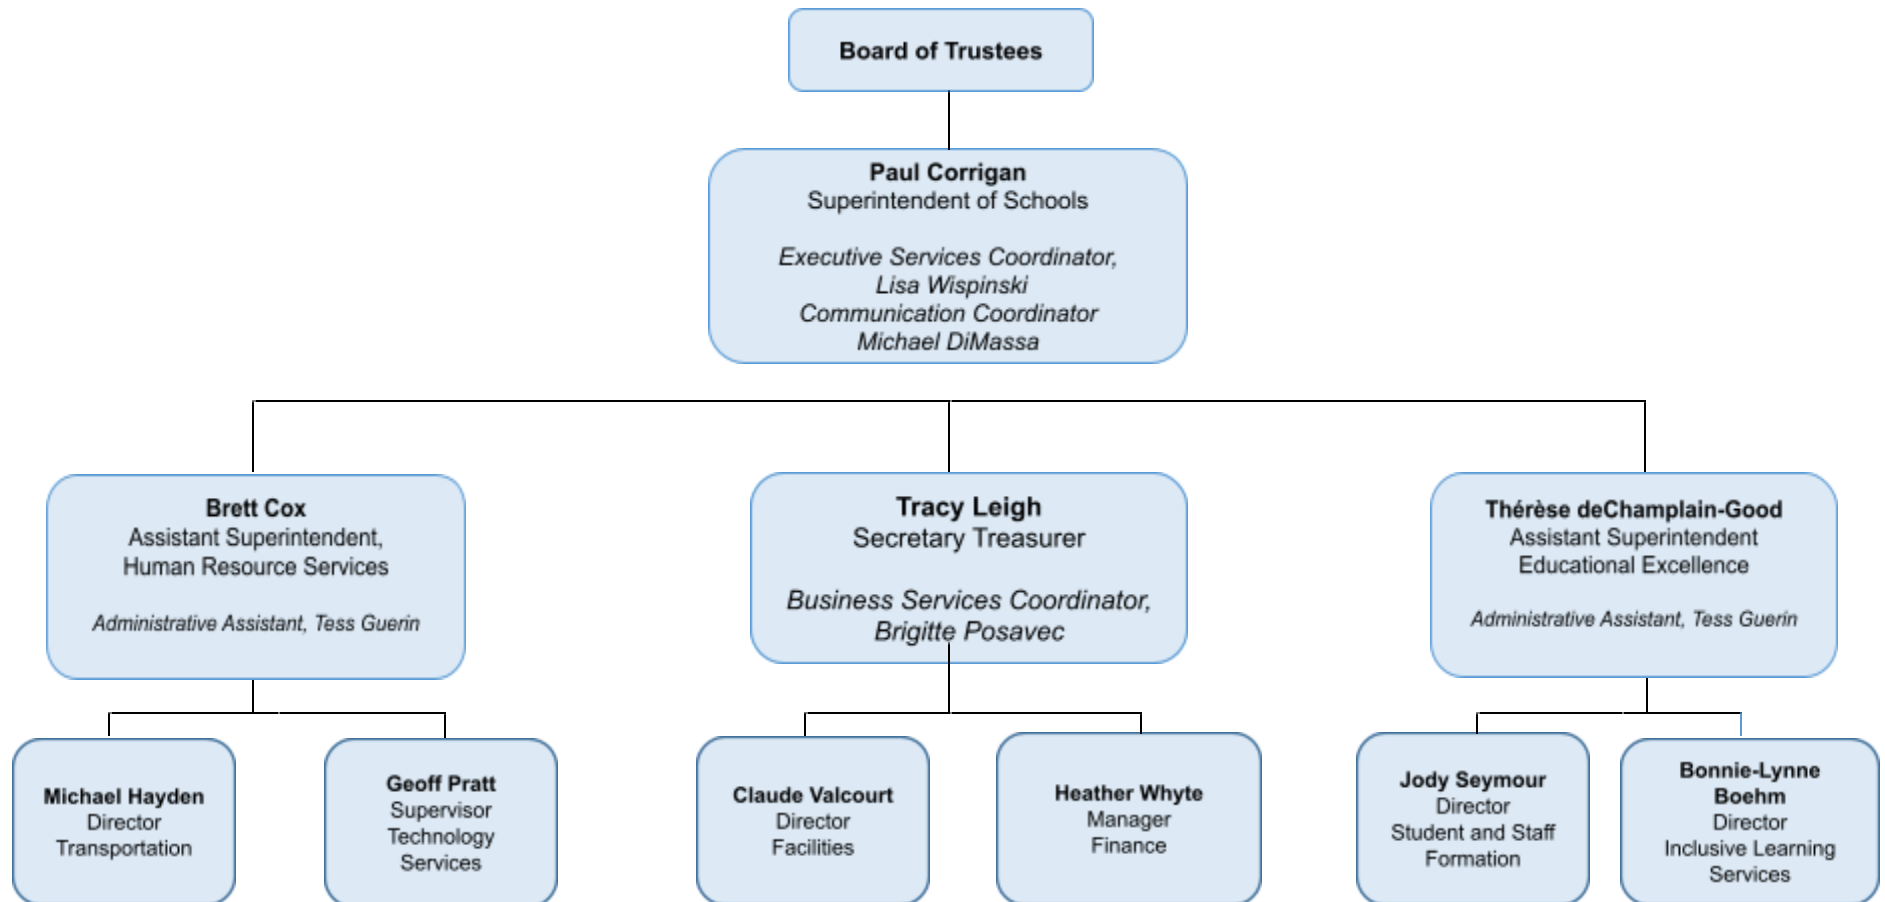 Board of Trustees
Paul Corrigan
Superintendent of Schools
Executive Services Coordinator,
Lisa Wispinski
Communication Coordinator
Michael DiMassa
Brett Cox
Assistant Superintendent,
Human Resource Services
Administrative Assistant, Tess Guerin
Tracy Leigh
Secretary Treasurer
Business Services Coordinator,
Brigitte Posavec
Thérèse deChamplain-Good
Assistant Superintendent
Educational Excellence
Administrative Assistant, Tess Guerin
Michael Hayden
Director
Transportation
Geoff Pratt
Supervisor
Technology
Services
Claude Valcourt
Director
Facilities
Heather Whyte
Manager
Finance
Jody Seymour
Director
Student and Staff
Formation
Bonnie-Lynne
Boehm
Director
Inclusive Learning
Services